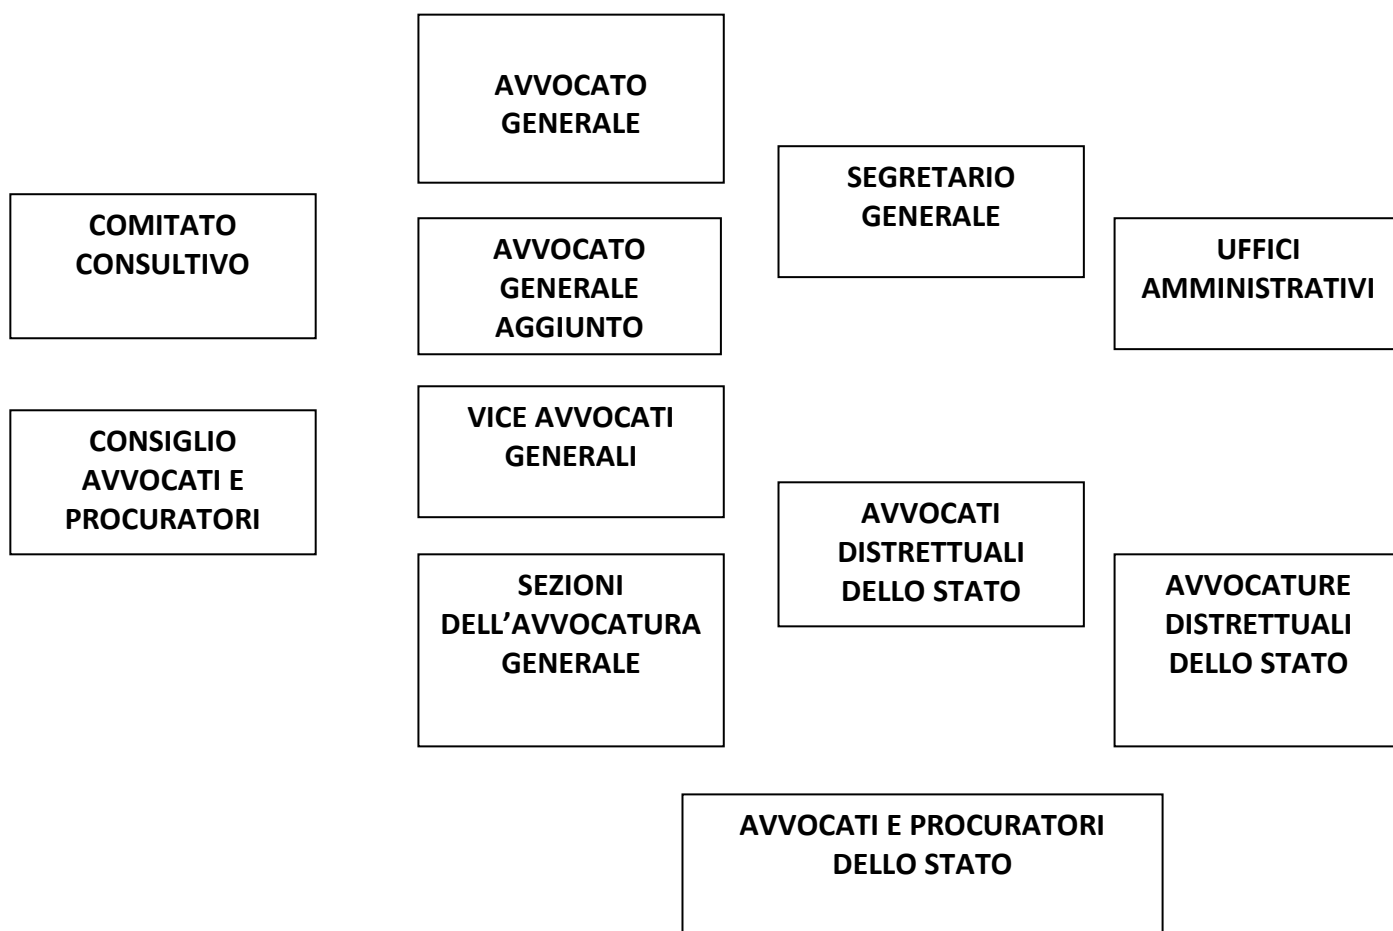 AVVOCATO
GENERALE
SEGRETARIO
GENERALE
COMITATO
CONSULTIVO
AVVOCATO
GENERALE
AGGIUNTO
UFFICI
AMMINISTRATIVI
CONSIGLIO
AVVOCATI E
PROCURATORI
VICE AVVOCATI
GENERALI
AVVOCATI
DISTRETTUALI
DELLO STATO
SEZIONI
DELL’AVVOCATURA
GENERALE
AVVOCATURE
DISTRETTUALI
DELLO STATO
AVVOCATI E PROCURATORI
DELLO STATO